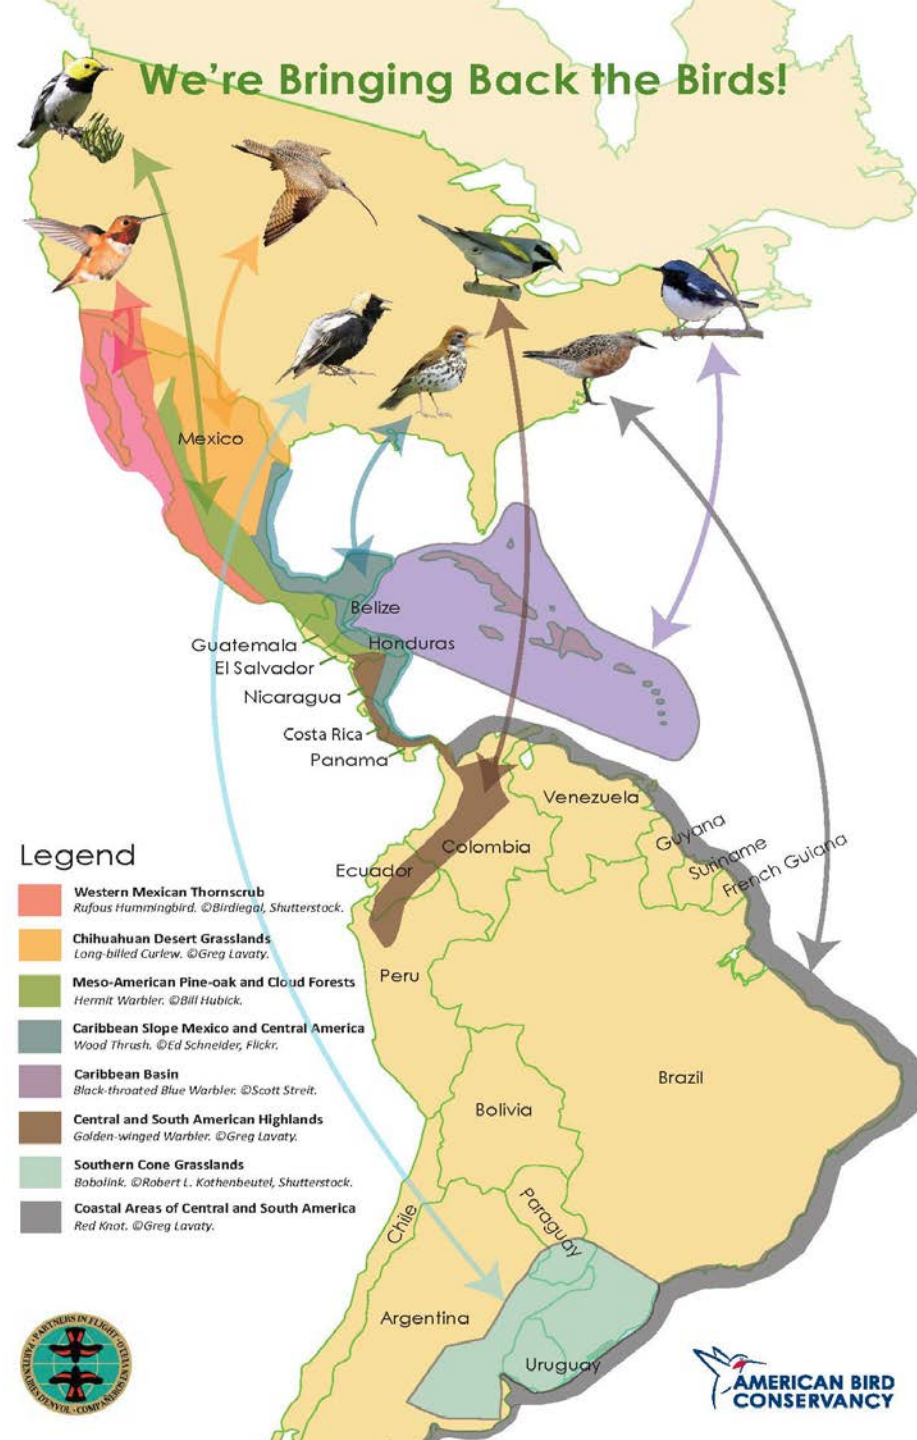 We're Bringing Back the Birds!
Mexico
Belize
Guatemala
Honduras
El Salvador
Nicaragua
Costa Rica
Panama
Venezuela
Guyana
Suriname
French Guiana
Colombia
Ecuador
Peru
Brazil
Bolivia
Paraguay
Chile
Argentina
Uruguay
Legend
Western Mexican Thornscrub
Rufous Hummingbird. ©Birdiegal, Shutterstock.
Chihuahuan Desert Grasslands
Long-billed Curlew. ©Greg Lavaty.
Meso-American Pine-oak and Cloud Forests
Hermit Warbler. ©Bill Hubick.
Caribbean Slope Mexico and Central America
Wood Thrush. ©Ed Schneider, Flickr.
Caribbean Basin
Black-throated Blue Warbler. ©Scott Streit.
Central and South American Highlands
Golden-winged Warbler. ©Greg Lavaty.
Southern Cone Grasslands
Bobolink. ©Robert L. Kothenbeutel, Shutterstock.
Coastal Areas of Central and South America
Red Knot. ©Greg Lavaty.
PARTNERS IN FLIGHT
COMPAÑEROS EN VUELO
PARTENAIRES D'ENVOL
AMERICAN BIRD
CONSERVANCY